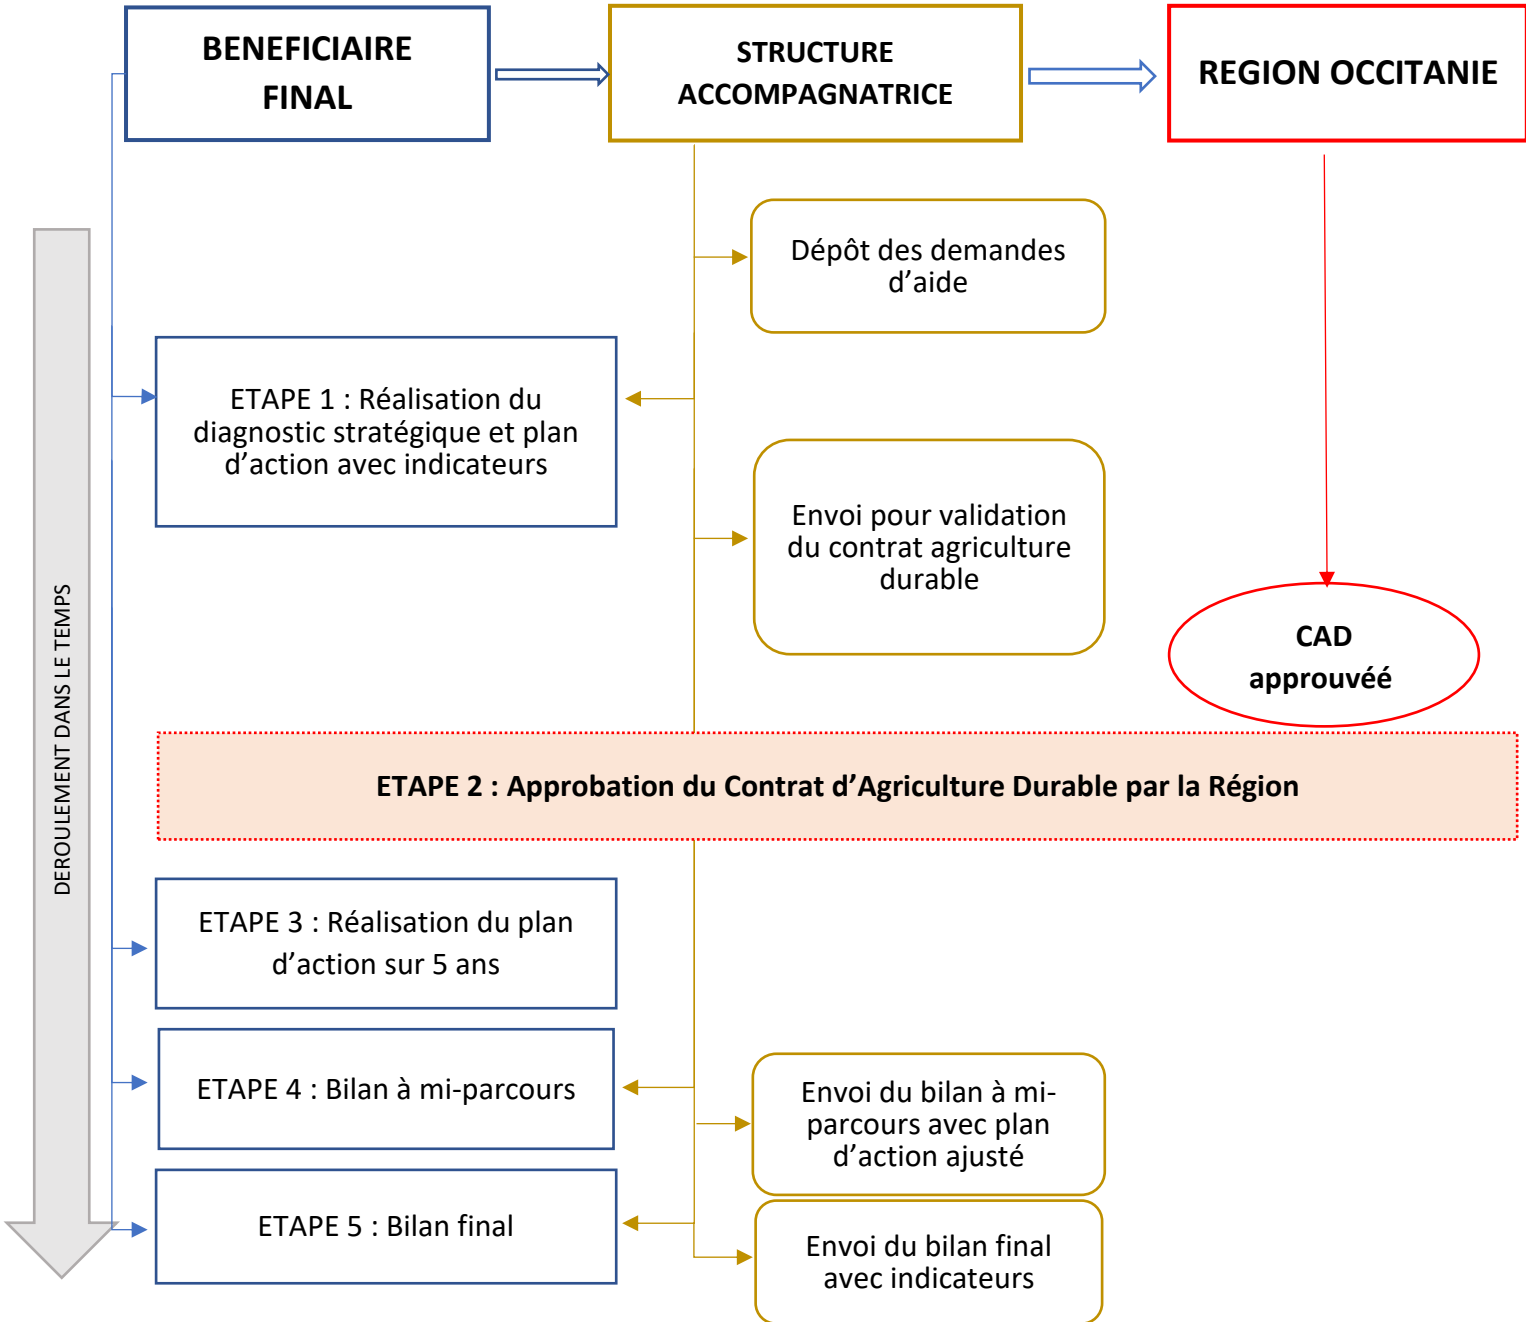 BENEFICIAIRE
FINAL
STRUCTURE
ACCOMPAGNATRICE
REGION OCCITANIE
Dépôt des demandes
d’aide
ETAPE 1 : Réalisation du
diagnostic stratégique et plan
d’action avec indicateurs
Envoi pour validation
du contrat agriculture
durable
DEROULEMENT DANS LE TEMPS
CAD
approuvéé
ETAPE 2 : Approbation du Contrat d’Agriculture Durable par la Région
ETAPE 3 : Réalisation du plan
d’action sur 5 ans
ETAPE 4 : Bilan à mi-parcours
Envoi du bilan à mi-
parcours avec plan
d’action ajusté
ETAPE 5 : Bilan final
Envoi du bilan final
avec indicateurs